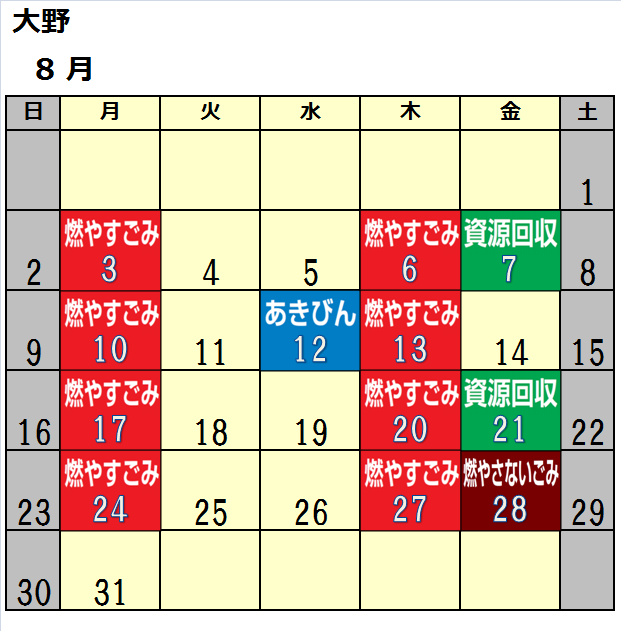 大野
8 月
日 月 火 水 木 金 土
1
燃やすごみ 燃やすごみ 資源回収
2 3 4 5 6 7 8
燃やすごみ あきびん 燃やすごみ
9 10 11 12 13 14 15
燃やすごみ 燃やすごみ 資源回収
16 17 18 19 20 21 22
燃やすごみ 燃やすごみ 燃やさないごみ
23 24 25 26 27 28 29
30 31